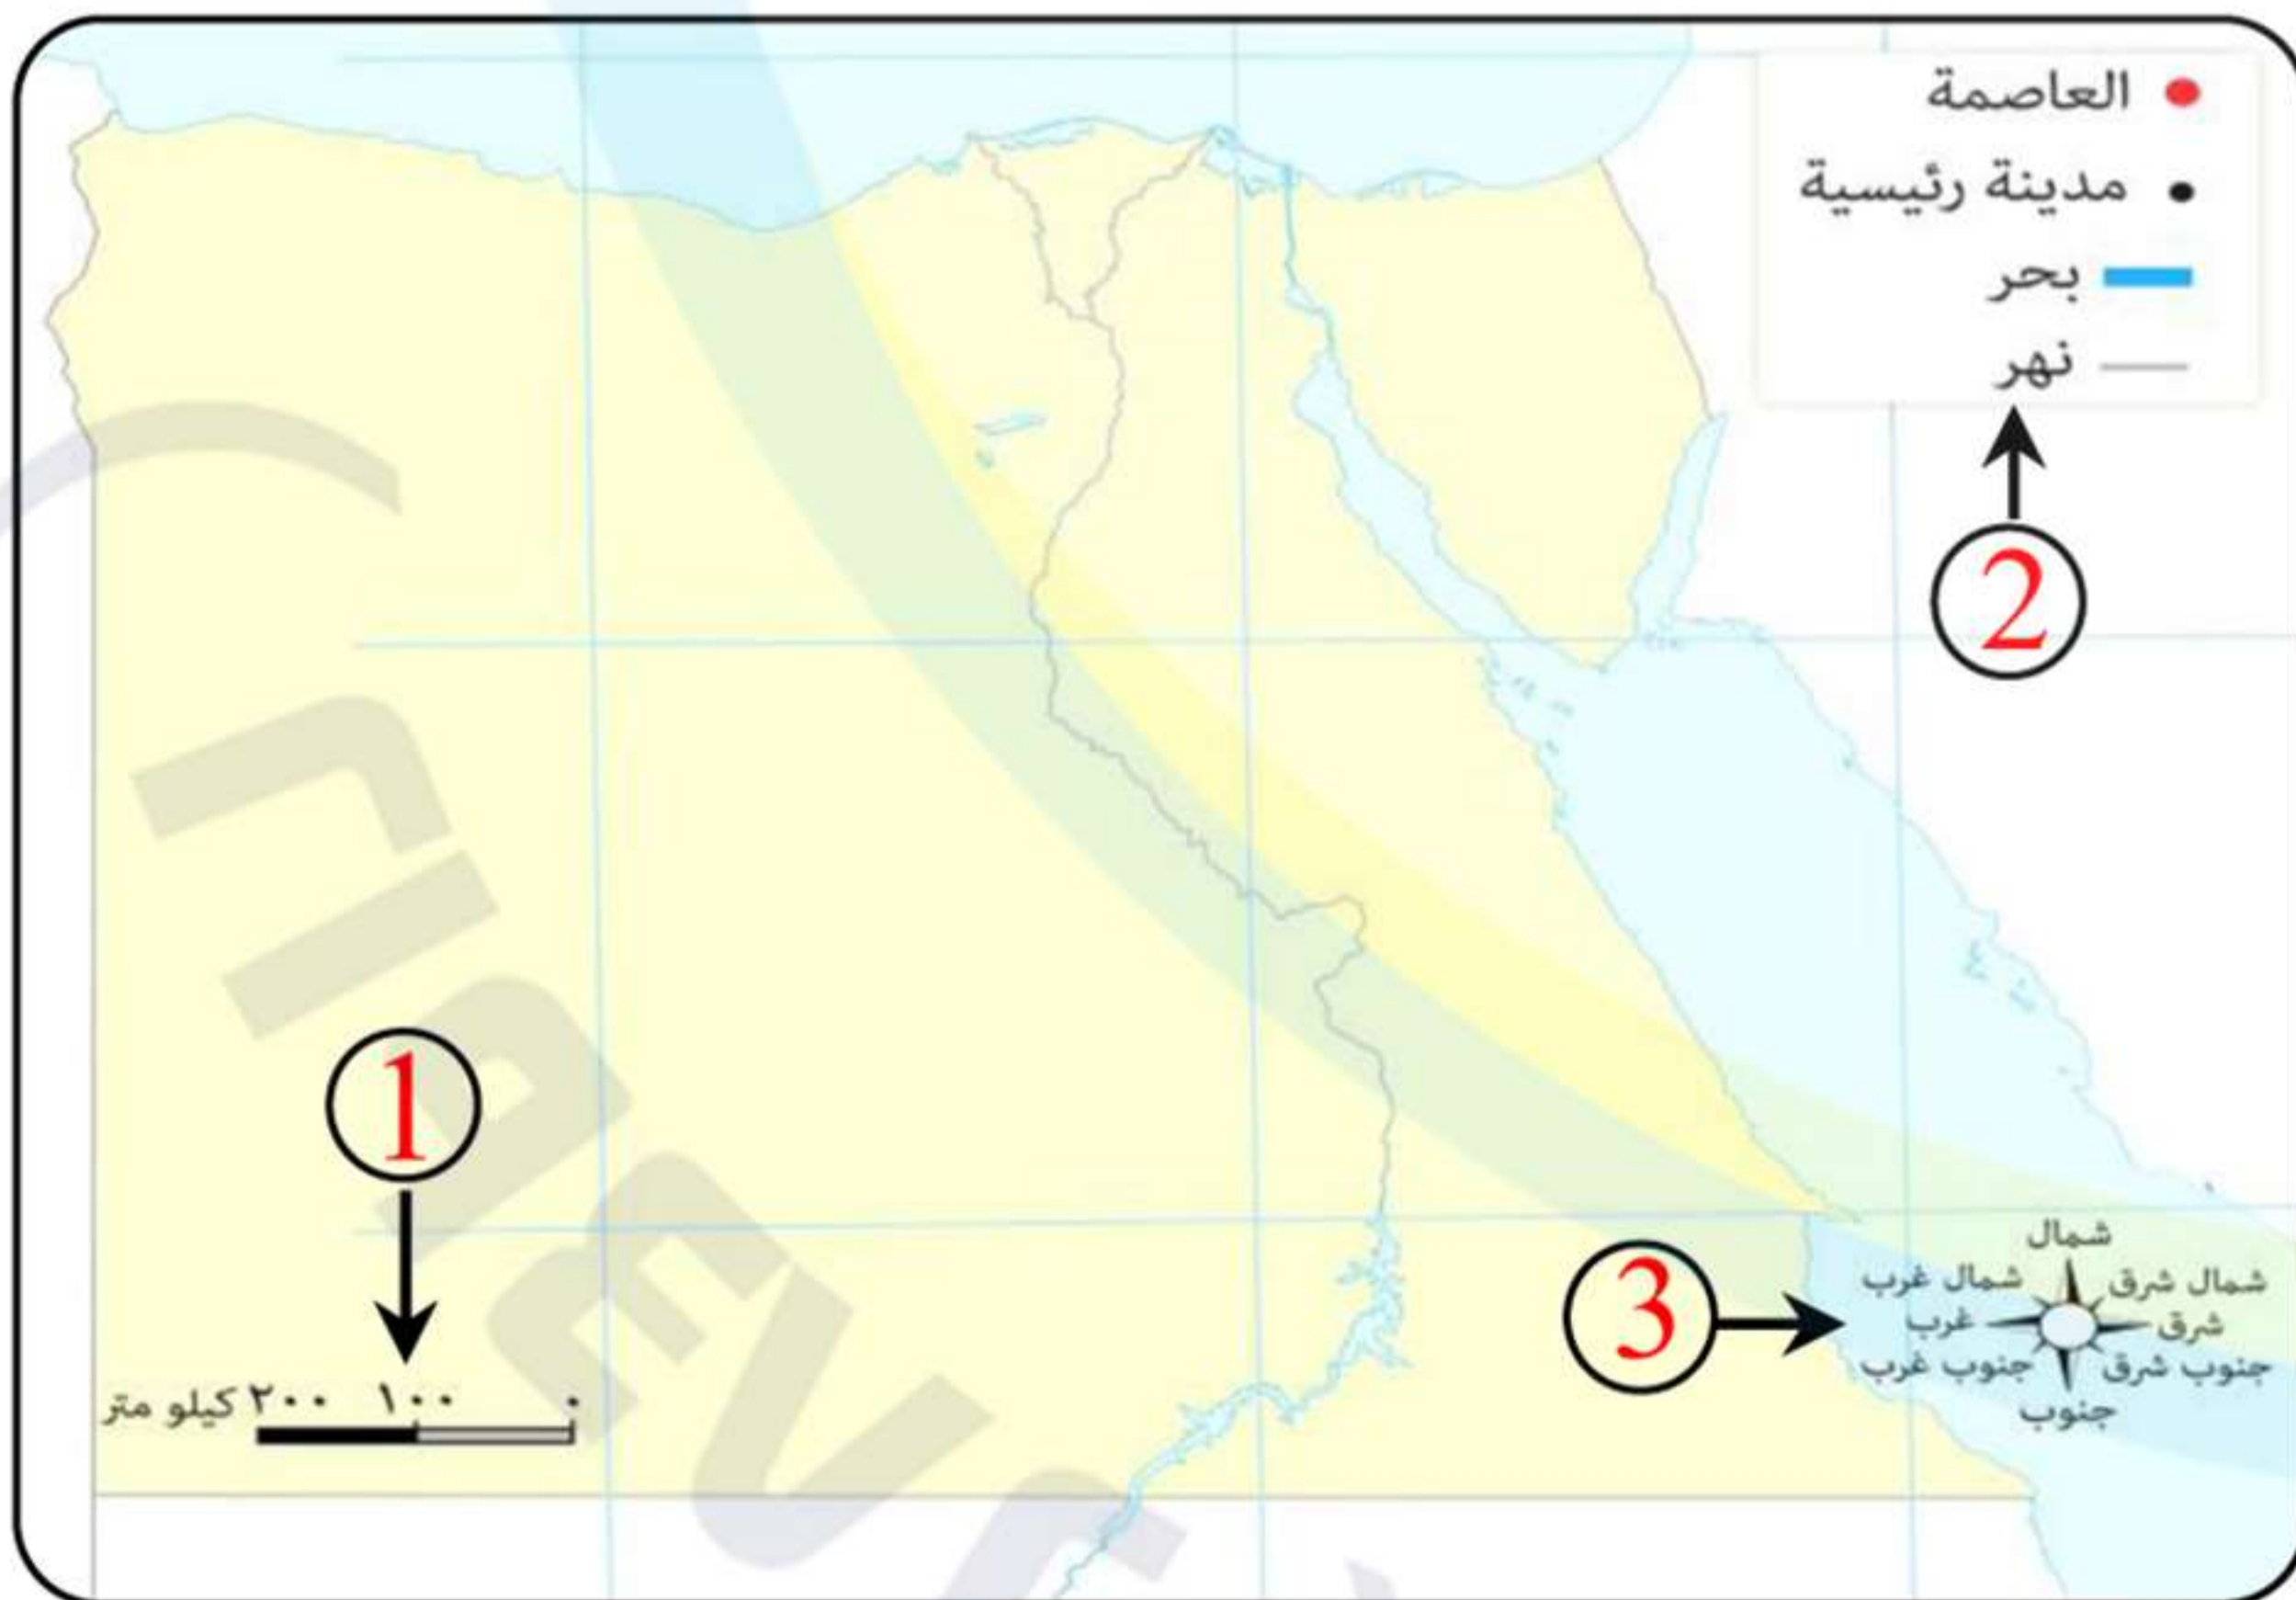 العاصمة
مدينة رئيسية
بحر
نهر
2
1
٠ ١٠٠ ٢٠٠ كيلو متر
3
شمال
شمال شرق
شمال غرب
شرق
غرب
جنوب شرق
جنوب غرب
جنوب